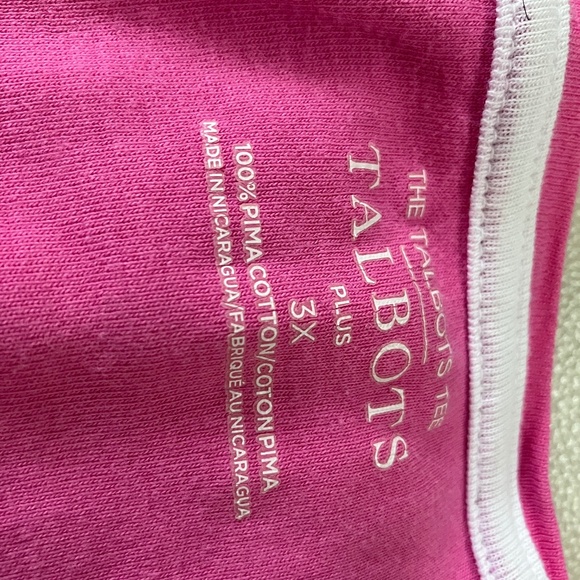 THE TALBOTS TEE
TALBOTS
PLUS
3X
100% PIMA COTTON/COTON PIMA
MADE IN NICARAGUA/FABRIQUÉ AU NICARAGUA